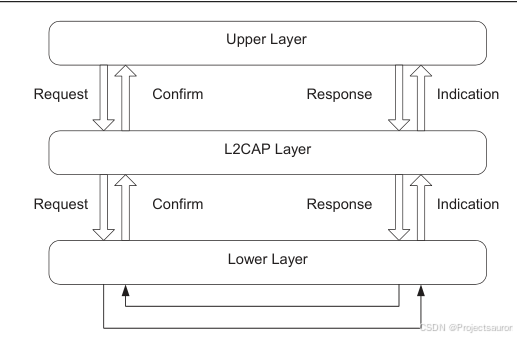 Upper Layer
Request Confirm Response Indication
L2CAP Layer
Request Confirm Response Indication
Lower Layer
CSDN @Projectsauror